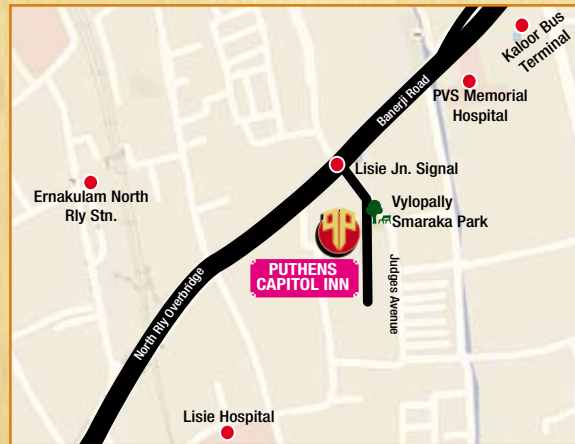 Kaloor Bus
Terminal
PVS Memorial
Hospital
Banerji Road
Lisie Jn. Signal
Ernakulam North
Rly Stn.
Vylopally
Smaraka Park
PUTHENS
CAPITOL INN
Judges Avenue
North Rly Overbridge
Lisie Hospital